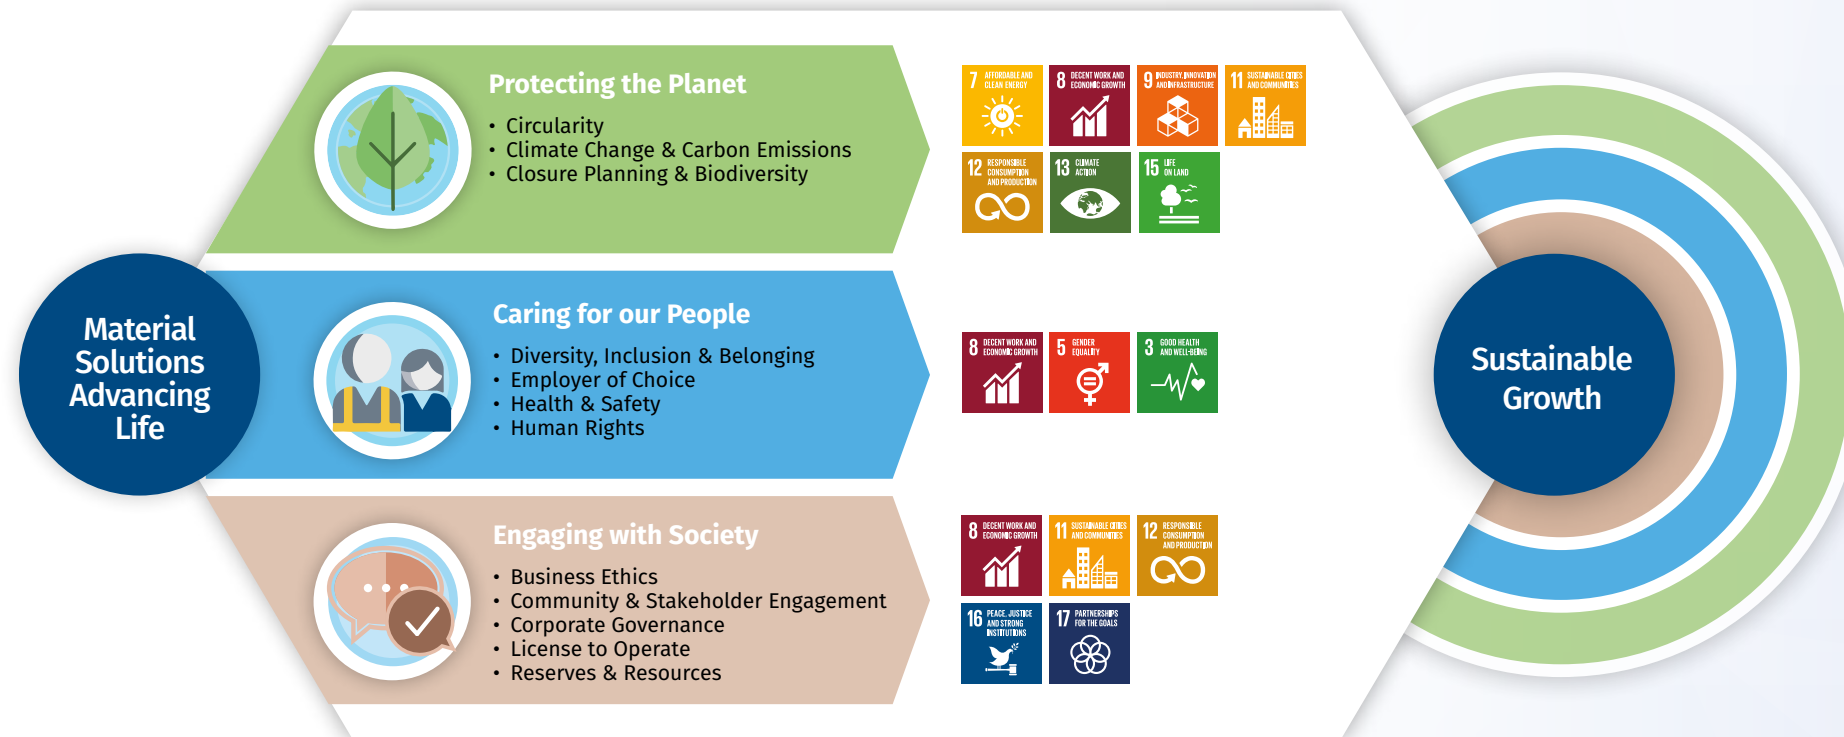 Material
Solutions
Advancing
Life
Protecting the Planet
• Circularity
• Climate Change & Carbon Emissions
• Closure Planning & Biodiversity
7 AFFORDABLE AND
CLEAN ENERGY
8 DECENT WORK AND
ECONOMIC GROWTH
9 INDUSTRY, INNOVATION
AND INFRASTRUCTURE
11 SUSTAINABLE CITIES
AND COMMUNITIES
12 RESPONSIBLE
CONSUMPTION
AND PRODUCTION
13 CLIMATE
ACTION
15 LIFE
ON LAND
Caring for our People
• Diversity, Inclusion & Belonging
• Employer of Choice
• Health & Safety
• Human Rights
8 DECENT WORK AND
ECONOMIC GROWTH
5 GENDER
EQUALITY
3 GOOD HEALTH
AND WELL-BEING
Engaging with Society
• Business Ethics
• Community & Stakeholder Engagement
• Corporate Governance
• License to Operate
• Reserves & Resources
8 DECENT WORK AND
ECONOMIC GROWTH
11 SUSTAINABLE CITIES
AND COMMUNITIES
12 RESPONSIBLE
CONSUMPTION
AND PRODUCTION
16 PEACE, JUSTICE
AND STRONG
INSTITUTIONS
17 PARTNERSHIPS
FOR THE GOALS
Sustainable
Growth